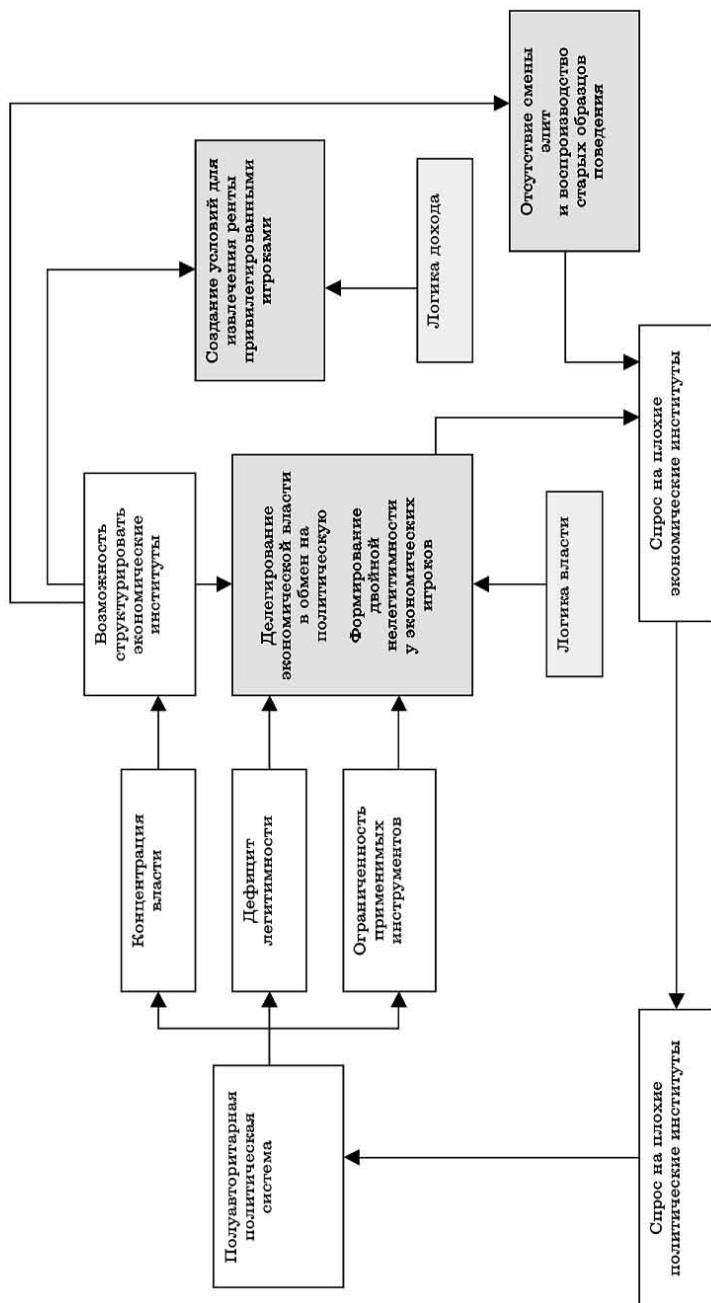 Полуавторитарная
политическая
система
Концентрация
власти
Дефицит
легитимности
Ограниченность
применимых
инструментов
Возможность
структурировать
экономические
институты
Делегирование
экономической власти
в обмен на
политическую
Формирование
двойной
нелегитимности
у экономических
игроков
Логика власти
Создание условий для
извлечения ренты
привилегированными
игроками
Логика дохода
Отсутствие смены
элит
и воспроизводство
старых образцов
поведения
Спрос на плохие
экономические институты
Спрос на плохие
политические институты